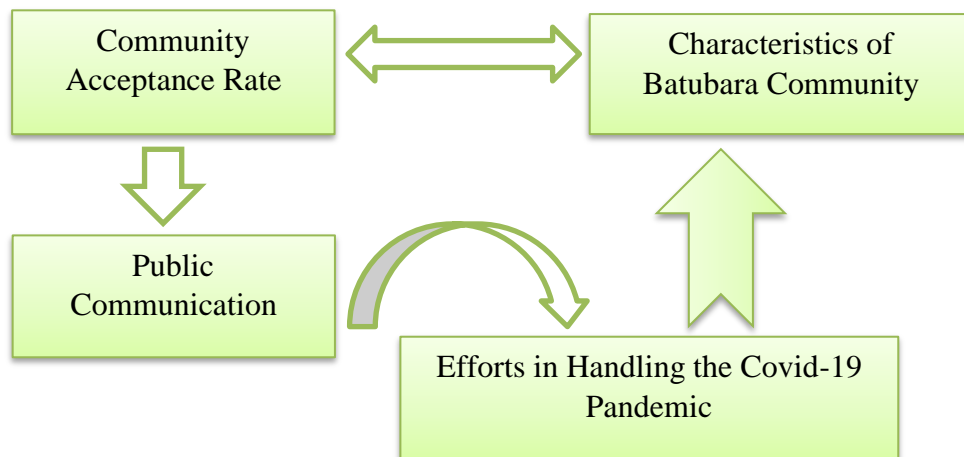 Community
Acceptance Rate
Characteristics of
Batubara Community
Public
Communication
Efforts in Handling the Covid-19
Pandemic